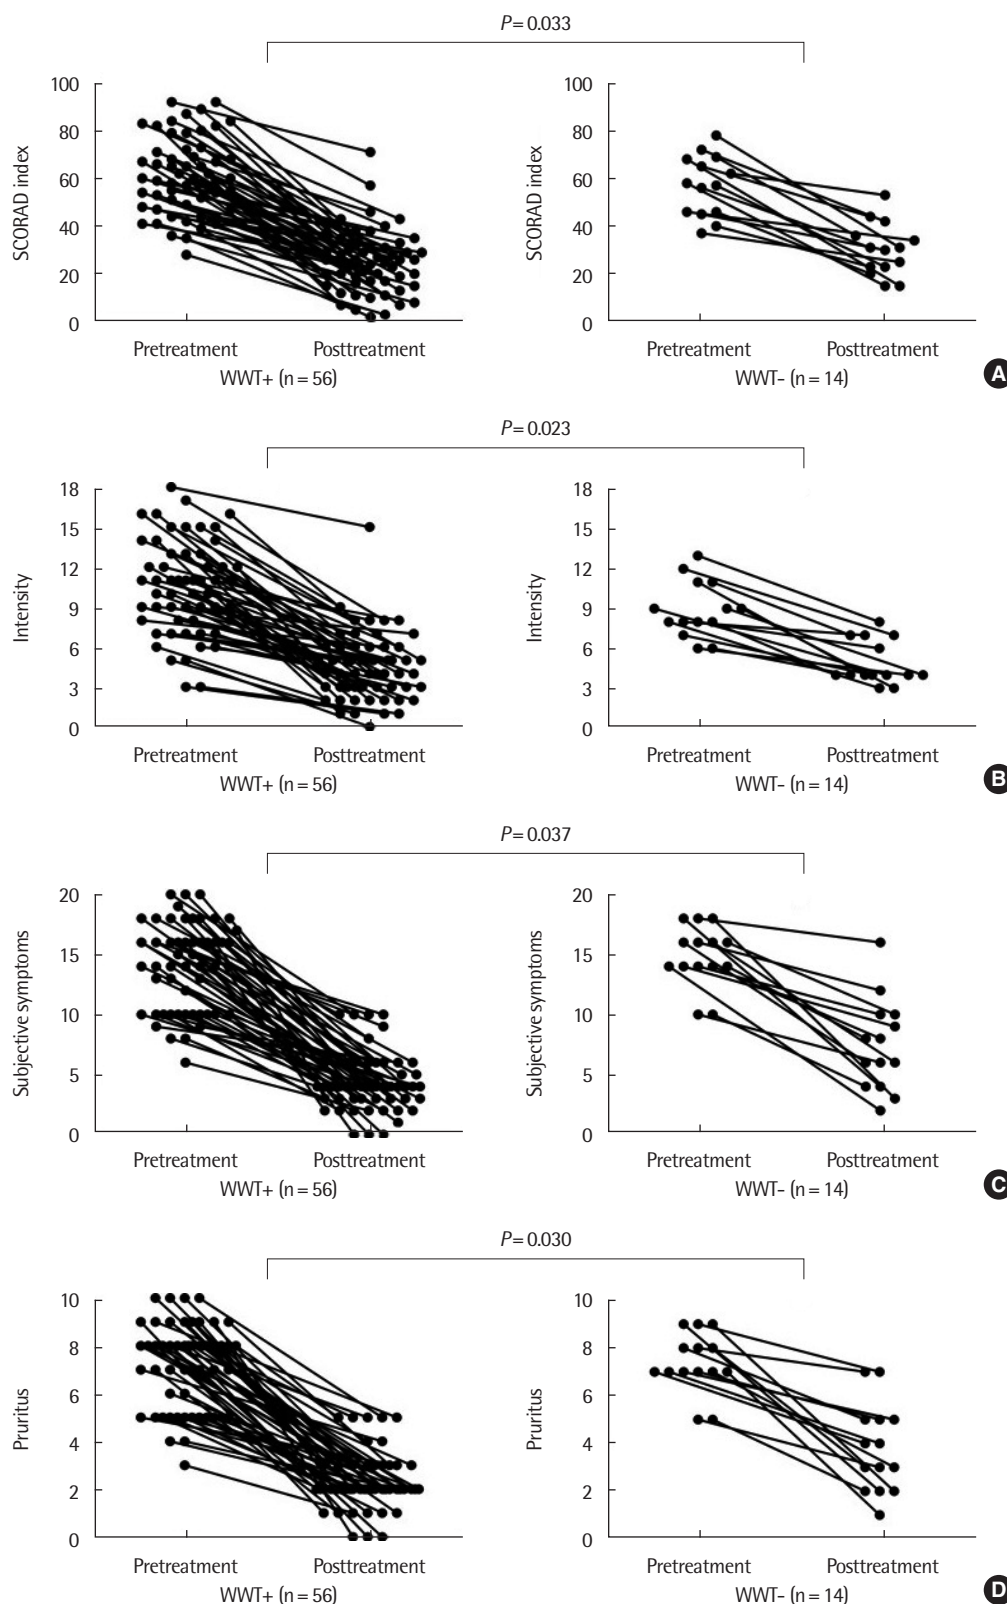 P= 0.033
SCORAD index
100
80
60
40
20
0
Pretreatment Posttreatment
WWT+ (n = 56)
SCORAD index
100
80
60
40
20
0
Pretreatment Posttreatment
WWT- (n = 14)
A
P= 0.023
Intensity
18
15
12
9
6
3
0
Pretreatment Posttreatment
WWT+ (n = 56)
Intensity
18
15
12
9
6
3
0
Pretreatment Posttreatment
WWT- (n = 14)
B
P= 0.037
Subjective symptoms
20
15
10
5
0
Pretreatment Posttreatment
WWT+ (n = 56)
Subjective symptoms
20
15
10
5
0
Pretreatment Posttreatment
WWT- (n = 14)
C
P= 0.030
Pruritus
10
8
6
4
2
0
Pretreatment Posttreatment
WWT+ (n = 56)
Pruritus
10
8
6
4
2
0
Pretreatment Posttreatment
WWT- (n = 14)
D